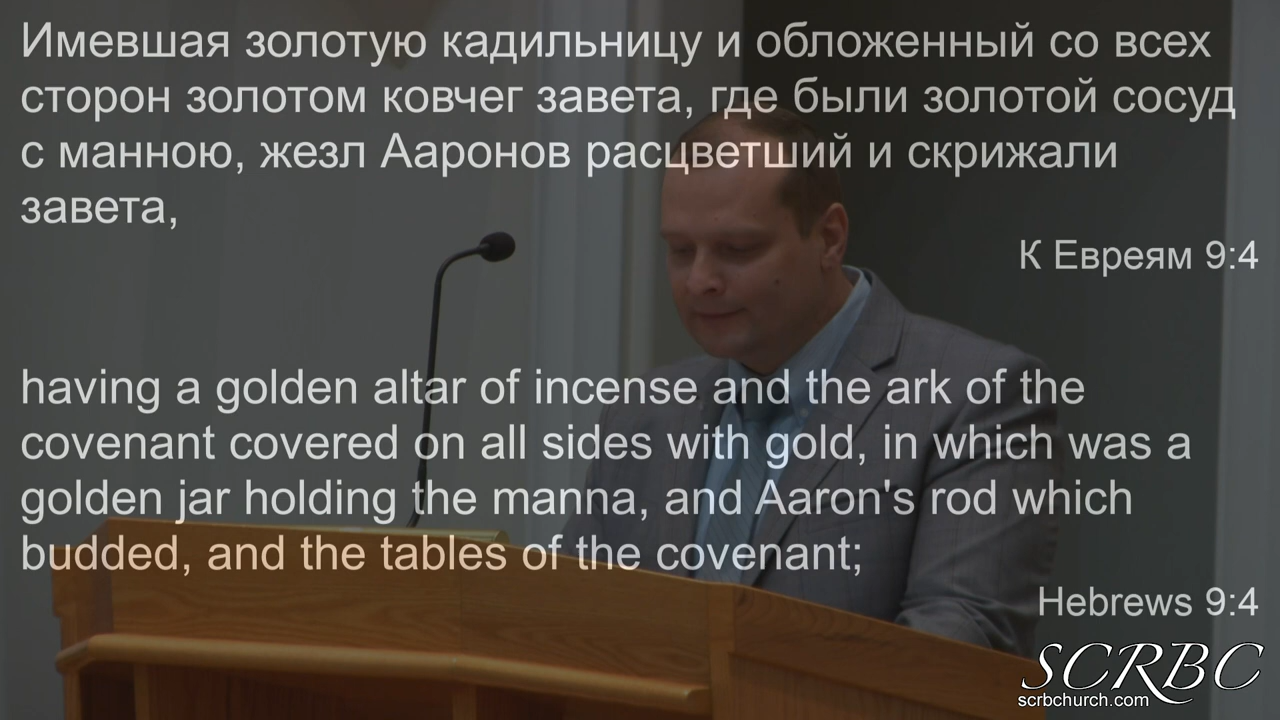 Имевшая золотую кадильницу и обложенный со всех
сторон золотом ковчег завета, где были золотой сосуд
с манною, жезл Ааронов расцветший и скрижали
завета,
К Евреям 9:4
having a golden altar of incense and the ark of the
covenant covered on all sides with gold, in which was a
golden jar holding the manna, and Aaron's rod which
budded, and the tables of the covenant;
Hebrews 9:4
SCRBC
scrbchurch.com